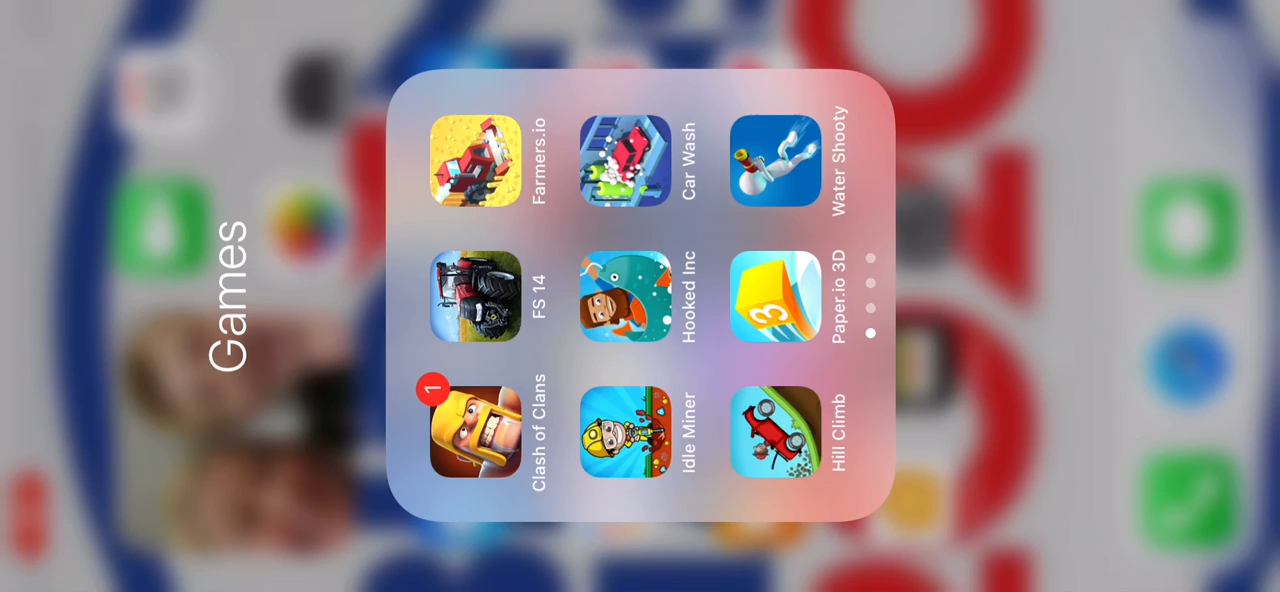 Games
1
Clash of Clans
FS 14
Farmers.io
Idle Miner
Hooked Inc
Car Wash
Hill Climb
3
Paper.io 3D
Water Shooty